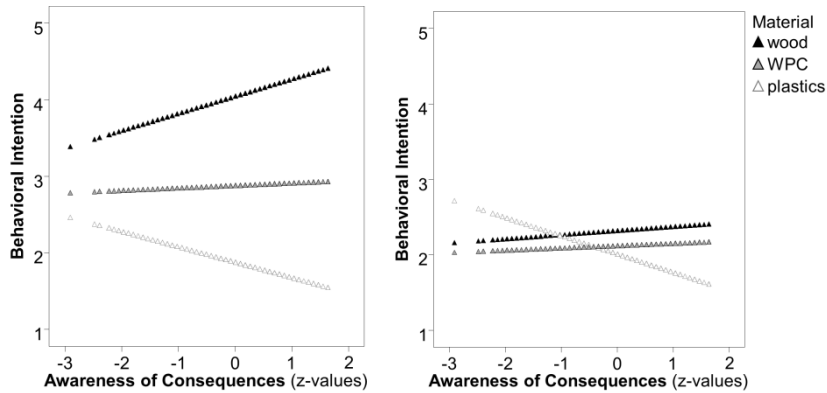 5
4
3
2
1
Behavioral Intention
-3 -2 -1 0 1 2
Awareness of Consequences (z-values)
5
4
3
2
1
Behavioral Intention
-3 -2 -1 0 1 2
Awareness of Consequences (z-values)
Material
wood
WPC
plastics